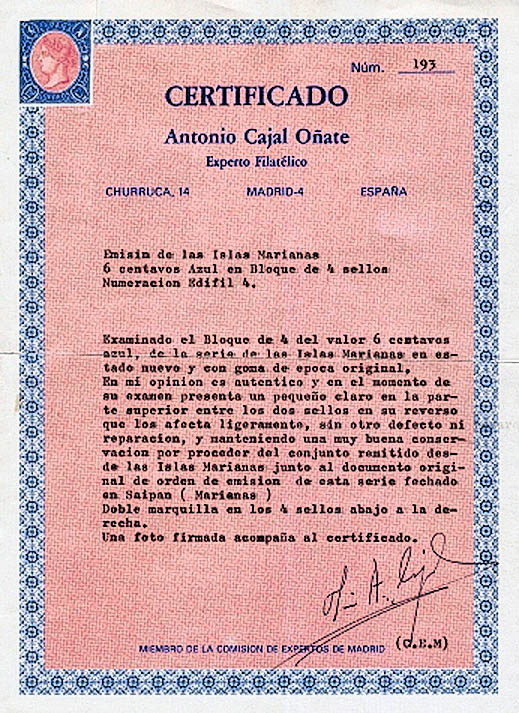 Núm. 193
CERTIFICADO
Antonio Cajal Oñate
Experto Filatélico
CHURRUCA, 14 MADRID-4 ESPAÑA
Emisin de las Islas Marianas
6 centavos Azul en Bloque de 4 sellos
Numeracion Edifil 4.
Examinado el Bloque de 4 del valor 6 centavos
azul, de la serie de las Islas Marianas en es-
tado nuevo y con goma de epoca original.
En mi opinion es autentico y en el momento de
su examen presenta un pequeño claro en la par-
te superior entre los dos sellos en su reverso
que los afecta ligeramente, sin otro defecto ni
reparacion, y manteniendo una muy buena conser-
vacion por proceder del conjunto remitido des-
de las Islas Marianas junto al documento origi-
nal de orden de emision de esta serie fechado
en Saipan ( Marianas )
Doble marquilla en los 4 sellos abajo a la de-
recha.
Una foto firmada acompaña al certificado.
(C.E.M)
MIEMBRO DE LA COMISION DE EXPERTOS DE MADRID